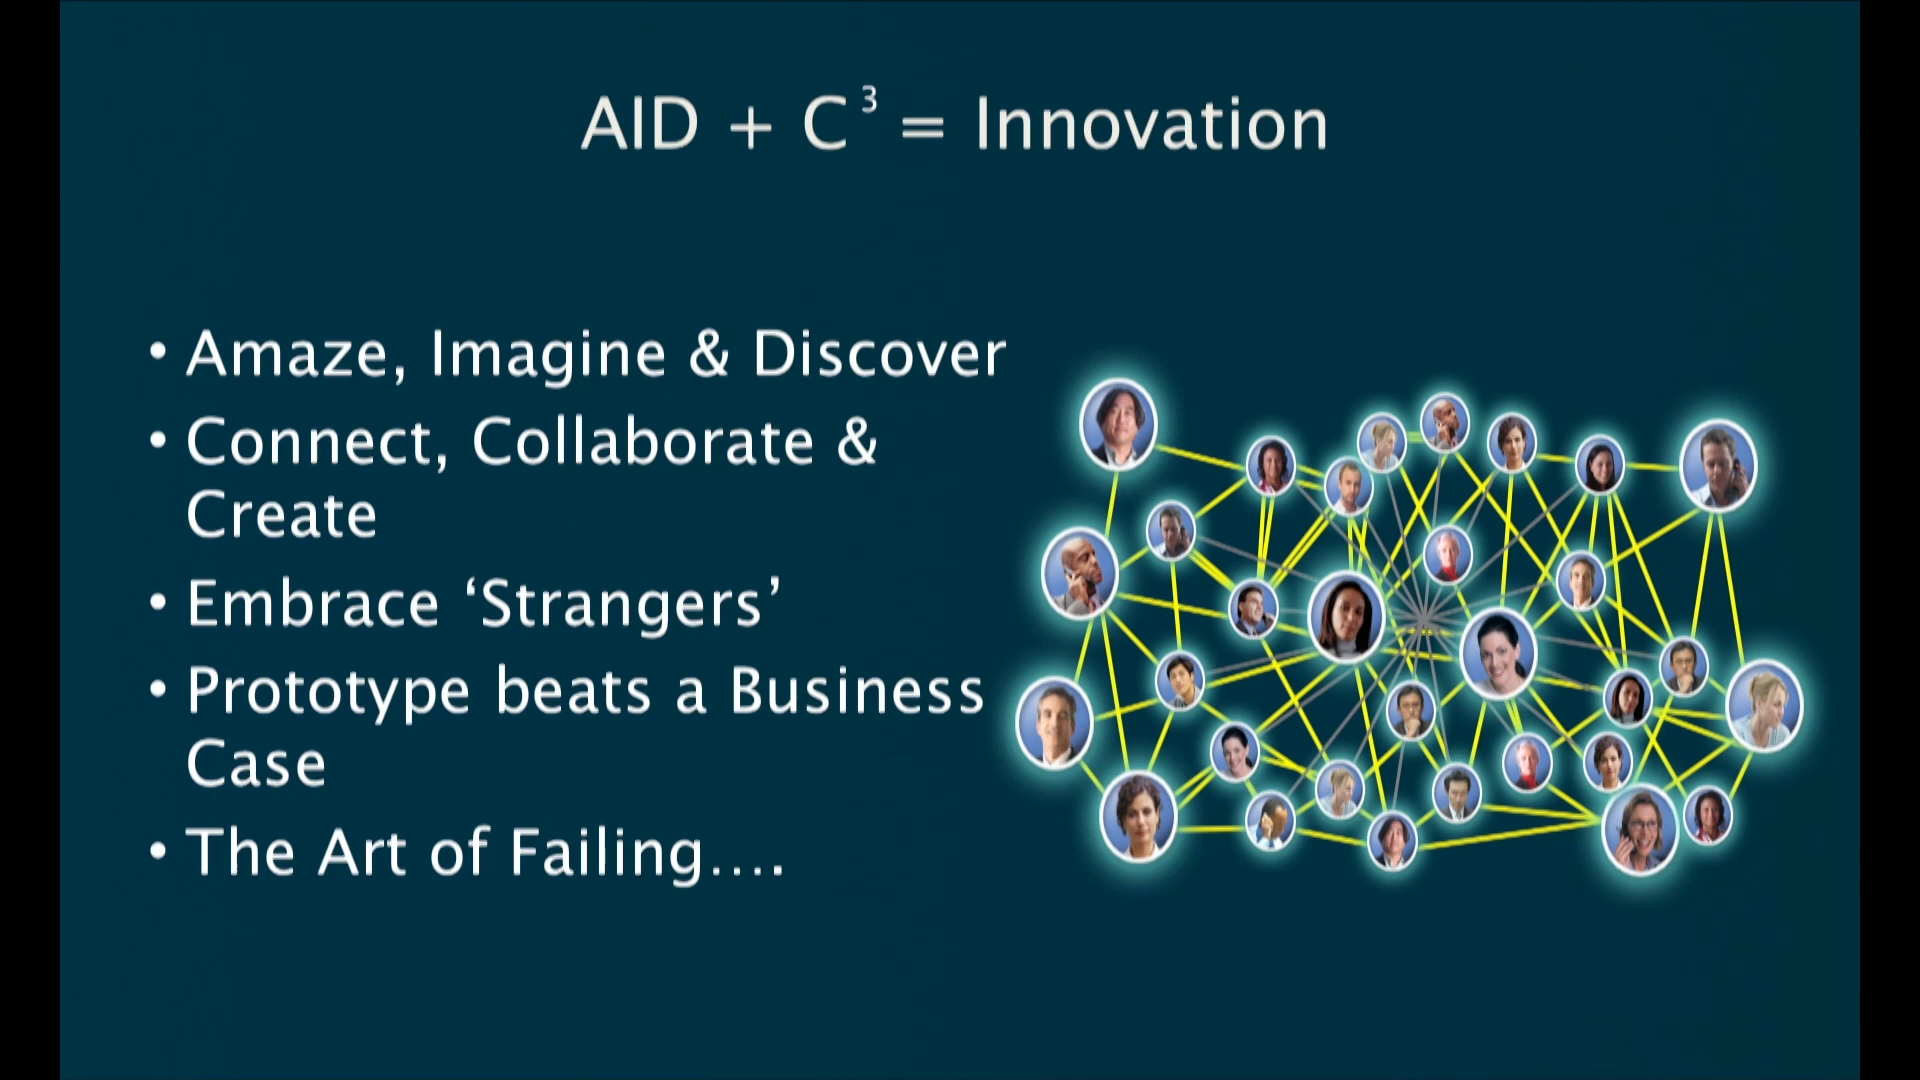 AID + C³ = Innovation
• Amaze, Imagine & Discover
• Connect, Collaborate &
Create
• Embrace ‘Strangers’
• Prototype beats a Business
Case
• The Art of Failing....